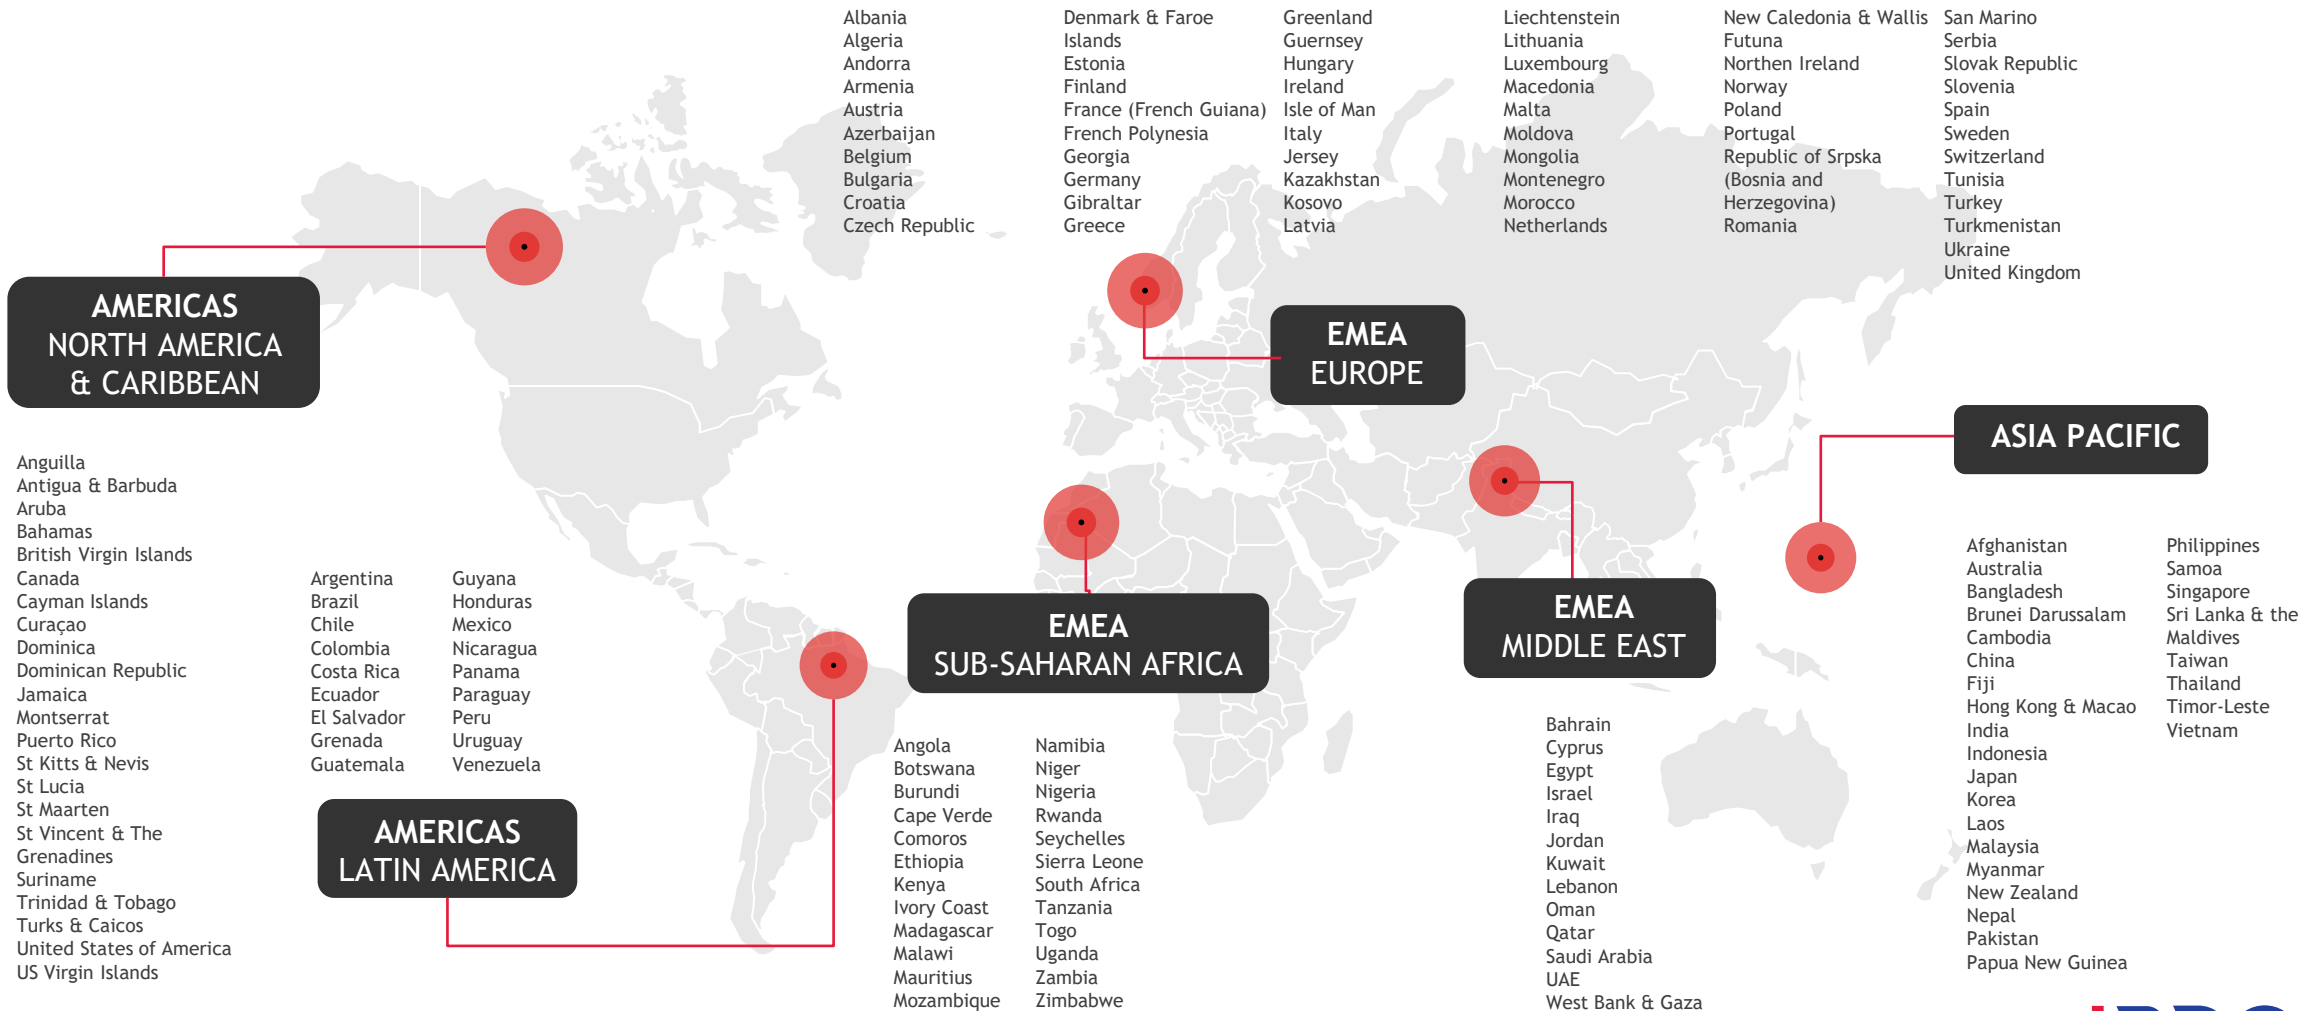 Albania
Algeria
Andorra
Armenia
Austria
Azerbaijan
Belgium
Bulgaria
Croatia
Czech Republic
Denmark & Faroe
Islands
Estonia
Finland
France (French Guiana)
French Polynesia
Georgia
Germany
Gibraltar
Greece
Greenland
Guernsey
Hungary
Ireland
Isle of Man
Italy
Jersey
Kazakhstan
Kosovo
Latvia
Liechtenstein
Lithuania
Luxembourg
Macedonia
Malta
Moldova
Mongolia
Montenegro
Morocco
Netherlands
New Caledonia & Wallis
Futuna
Northen Ireland
Norway
Poland
Portugal
Republic of Srpska
(Bosnia and
Herzegovina)
Romania
San Marino
Serbia
Slovak Republic
Slovenia
Spain
Sweden
Switzerland
Tunisia
Turkey
Turkmenistan
Ukraine
United Kingdom
AMERICAS
NORTH AMERICA
& CARIBBEAN
EMEA
EUROPE
ASIA PACIFIC
Anguilla
Antigua & Barbuda
Aruba
Bahamas
British Virgin Islands
Canada
Cayman Islands
Curaçao
Dominica
Dominican Republic
Jamaica
Montserrat
Puerto Rico
St Kitts & Nevis
St Lucia
St Maarten
St Vincent & The
Grenadines
Suriname
Trinidad & Tobago
Turks & Caicos
United States of America
US Virgin Islands
Argentina
Brazil
Chile
Colombia
Costa Rica
Ecuador
El Salvador
Grenada
Guatemala
Guyana
Honduras
Mexico
Nicaragua
Panama
Paraguay
Peru
Uruguay
Venezuela
AMERICAS
LATIN AMERICA
EMEA
SUB-SAHARAN AFRICA
Angola
Botswana
Burundi
Cape Verde
Comoros
Ethiopia
Kenya
Ivory Coast
Madagascar
Malawi
Mauritius
Mozambique
Namibia
Niger
Nigeria
Rwanda
Seychelles
Sierra Leone
South Africa
Tanzania
Togo
Uganda
Zambia
Zimbabwe
EMEA
MIDDLE EAST
Bahrain
Cyprus
Egypt
Israel
Iraq
Jordan
Kuwait
Lebanon
Oman
Qatar
Saudi Arabia
UAE
West Bank & Gaza
Afghanistan
Australia
Bangladesh
Brunei Darussalam
Cambodia
China
Fiji
Hong Kong & Macao
India
Indonesia
Japan
Korea
Laos
Malaysia
Myanmar
New Zealand
Nepal
Pakistan
Papua New Guinea
Philippines
Samoa
Singapore
Sri Lanka & the
Maldives
Taiwan
Thailand
Timor-Leste
Vietnam